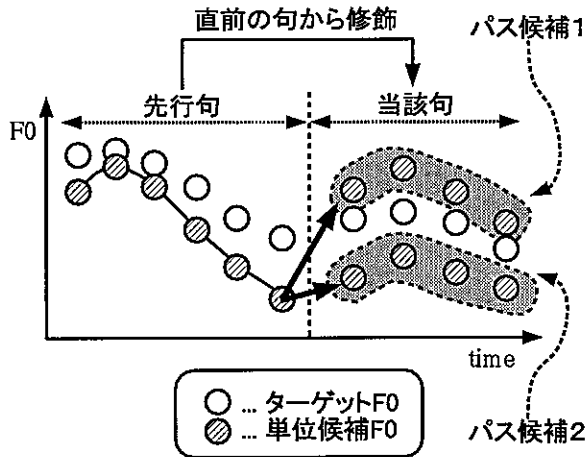 直前の句から修飾
パス候補1
先行句
当該句
F0
time
○ … ターゲットF0
… 単位候補F0
パス候補2